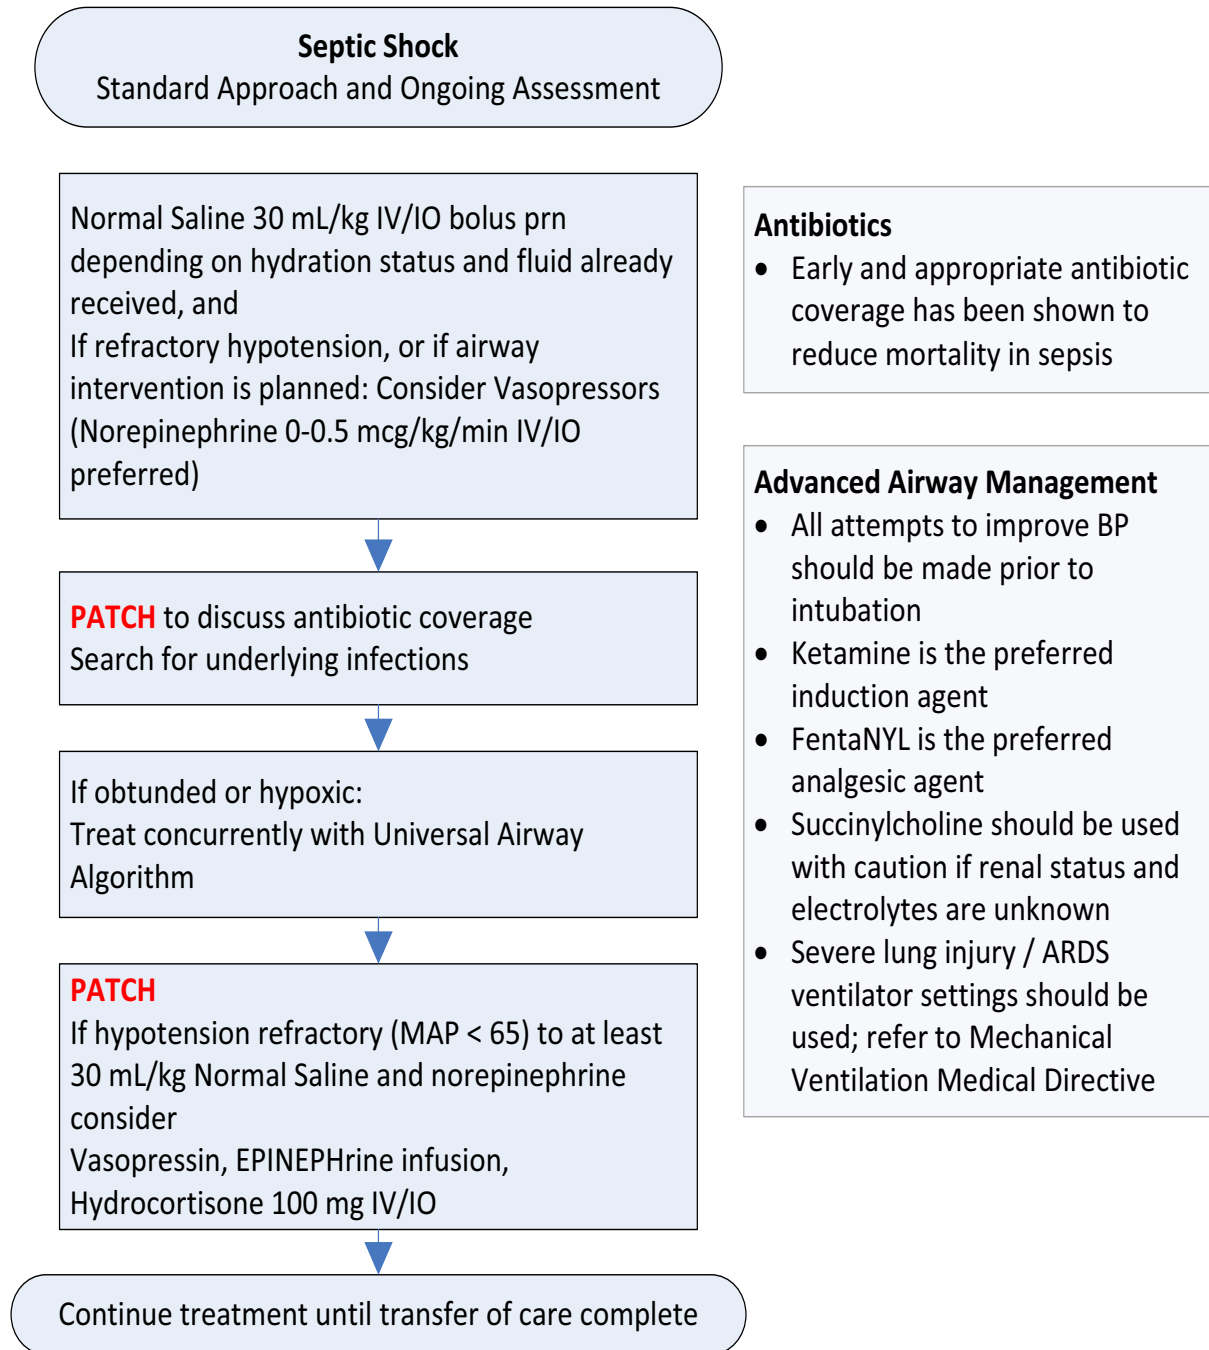 Septic Shock
Standard Approach and Ongoing Assessment
Normal Saline 30 mL/kg IV/IO bolus prn
depending on hydration status and fluid already
received, and
If refractory hypotension, or if airway
intervention is planned: Consider Vasopressors
(Norepinephrine 0-0.5 mcg/kg/min IV/IO
preferred)
PATCH to discuss antibiotic coverage
Search for underlying infections
If obtunded or hypoxic:
Treat concurrently with Universal Airway
Algorithm
PATCH
If hypotension refractory (MAP < 65) to at least
30 mL/kg Normal Saline and norepinephrine
consider
Vasopressin, EPINEPHrine infusion,
Hydrocortisone 100 mg IV/IO
Continue treatment until transfer of care complete
Antibiotics
• Early and appropriate antibiotic
coverage has been shown to
reduce mortality in sepsis
Advanced Airway Management
• All attempts to improve BP
should be made prior to
intubation
• Ketamine is the preferred
induction agent
• FentaNYL is the preferred
analgesic agent
• Succinylcholine should be used
with caution if renal status and
electrolytes are unknown
• Severe lung injury / ARDS
ventilator settings should be
used; refer to Mechanical
Ventilation Medical Directive